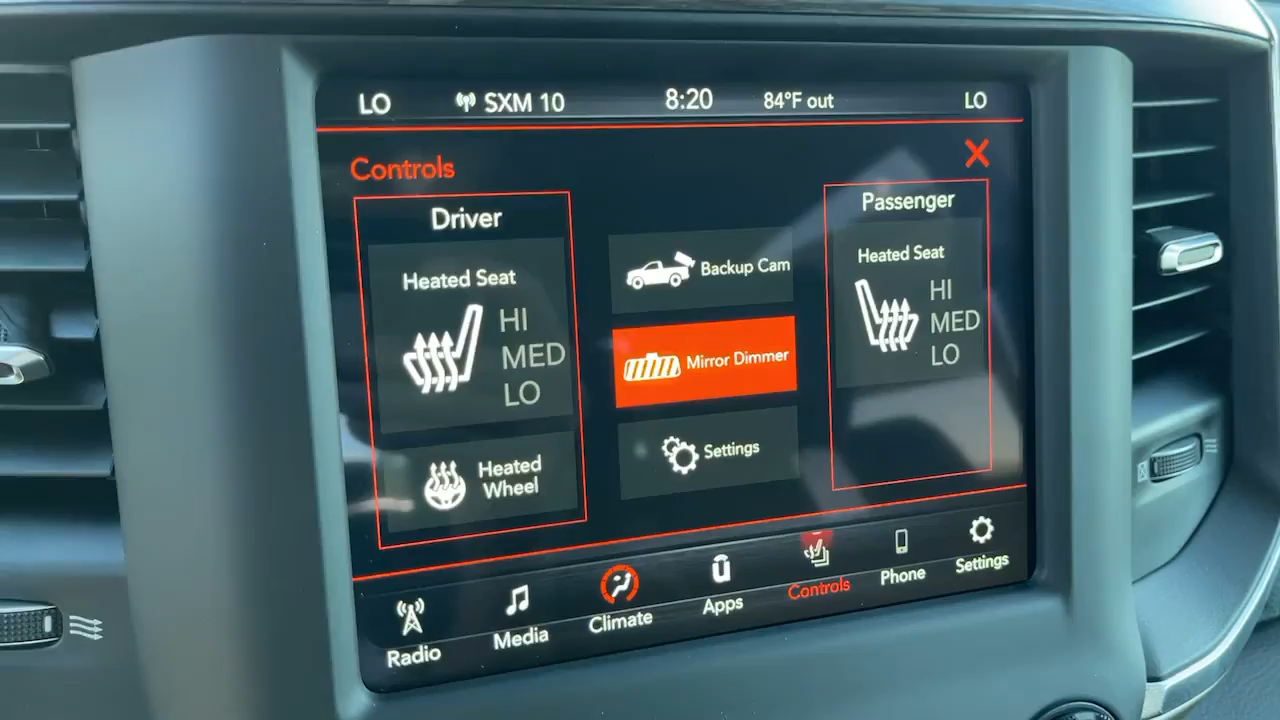 LO SXM 10 8:20 84°F out LO
Controls X
Driver
Heated Seat
HI
MED
LO
Heated
Wheel
Backup Cam
Mirror Dimmer
Settings
Passenger
Heated Seat
HI
MED
LO
Radio Media Climate Apps Controls Phone Settings